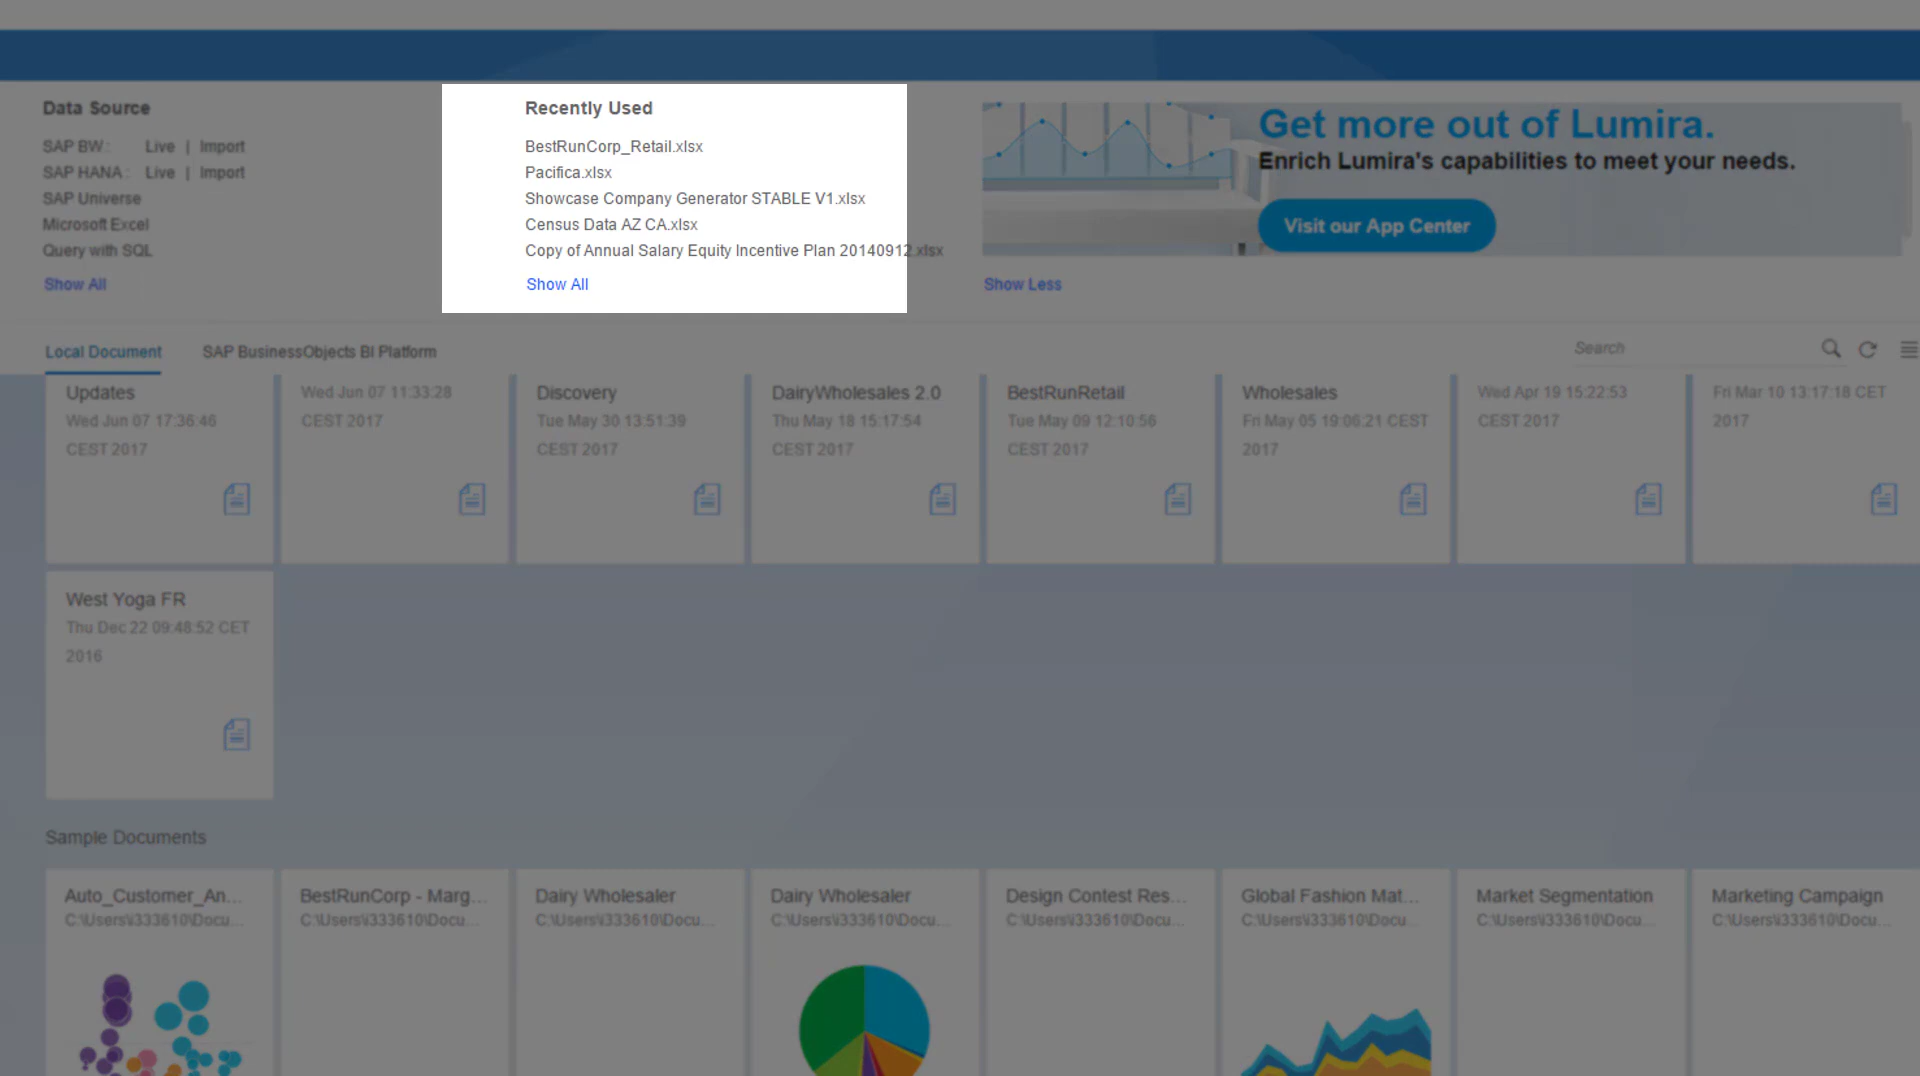 Data Source
SAP BW : Live | Import
SAP HANA : Live | Import
SAP Universe
Microsoft Excel
Query with SQL
Show All
Recently Used
BestRunCorp_Retail.xlsx
Pacifica.xlsx
Showcase Company Generator STABLE V1.xlsx
Census Data AZ CA.xlsx
Copy of Annual Salary Equity Incentive Plan 20140912.xlsx
Show All
Get more out of Lumira.
Enrich Lumira's capabilities to meet your needs.
Visit our App Center
Show Less
Local Document SAP BusinessObjects BI Platform
Search
Updates
Wed Jun 07 17:36:46
CEST 2017
Wed Jun 07 11:33:28
CEST 2017
Discovery
Tue May 30 13:51:39
CEST 2017
DairyWholesales 2.0
Thu May 18 15:17:54
CEST 2017
BestRunRetail
Tue May 09 12:10:56
CEST 2017
Wholesales
Fri May 05 19:06:21 CEST
2017
Wed Apr 19 15:22:53
CEST 2017
Fri Mar 10 13:17:18 CET
2017
West Yoga FR
Thu Dec 22 09:48:52 CET
2016
Sample Documents
Auto_Customer_An...
C:\Users\i333610\Docu...
BestRunCorp - Marg...
C:\Users\i333610\Docu...
Dairy Wholesaler
C:\Users\i333610\Docu...
Dairy Wholesaler
C:\Users\i333610\Docu...
Design Contest Res...
C:\Users\i333610\Docu...
Global Fashion Mat...
C:\Users\i333610\Docu...
Market Segmentation
C:\Users\i333610\Docu...
Marketing Campaign
C:\Users\i333610\Docu...